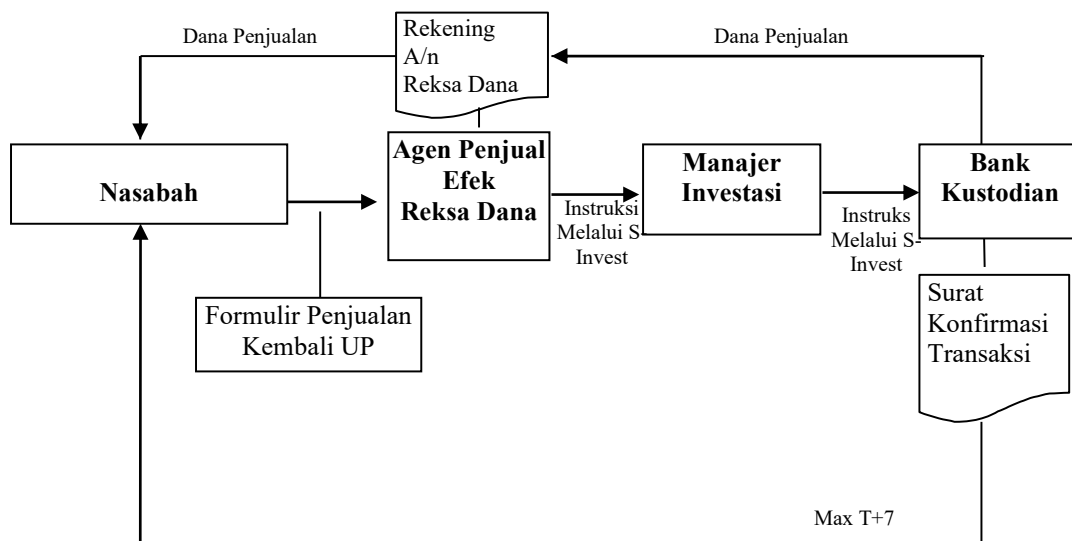 Dana Penjualan
Rekening
A/n
Reksa Dana
Dana Penjualan
Nasabah
Agen Penjual
Efek
Reksa Dana
Manajer
Investasi
Bank
Kustodian
Instruksi
Melalui S-
Invest
Instruks
Melalui S-
Invest
Formulir Penjualan
Kembali UP
Surat
Konfirmasi
Transaksi
Max T+7